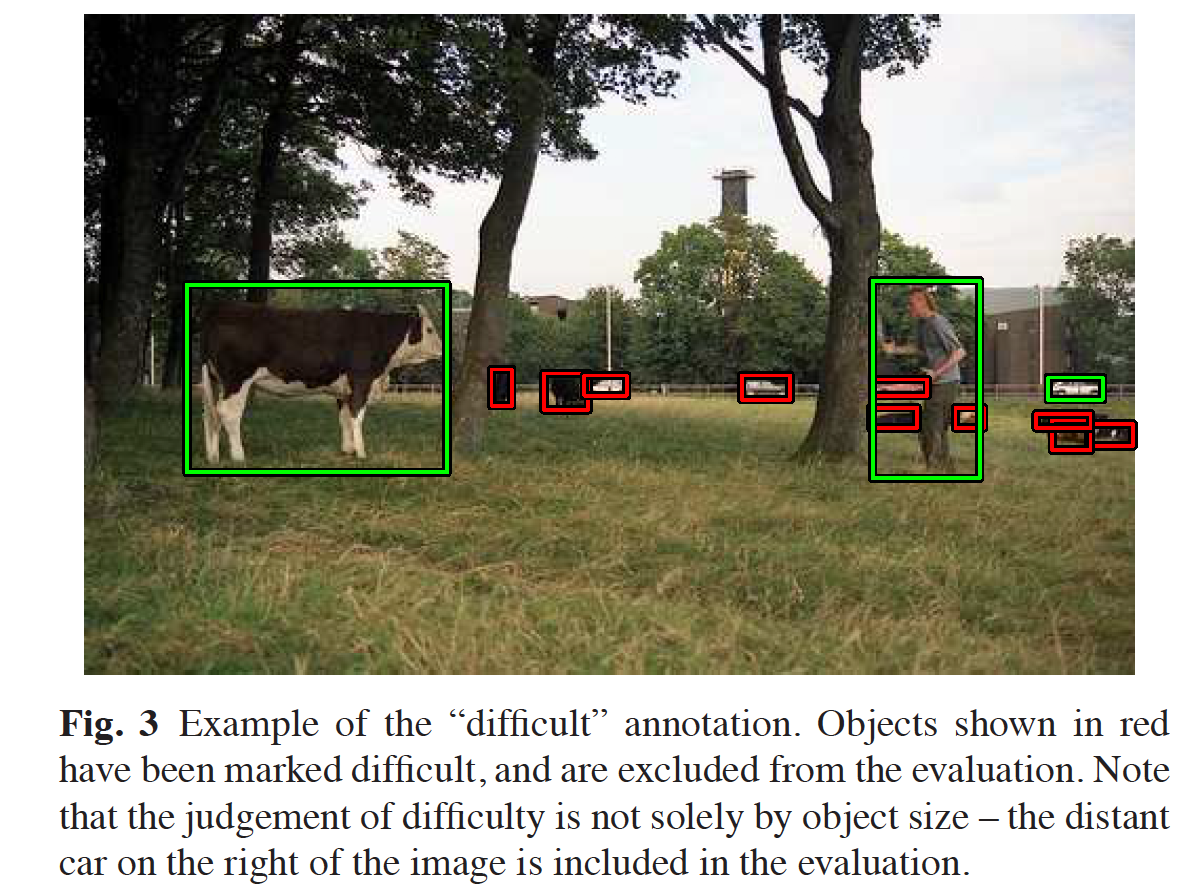 Fig. 3 Example of the “difficult” annotation. Objects shown in red
have been marked difficult, and are excluded from the evaluation. Note
that the judgement of difficulty is not solely by object size – the distant
car on the right of the image is included in the evaluation.